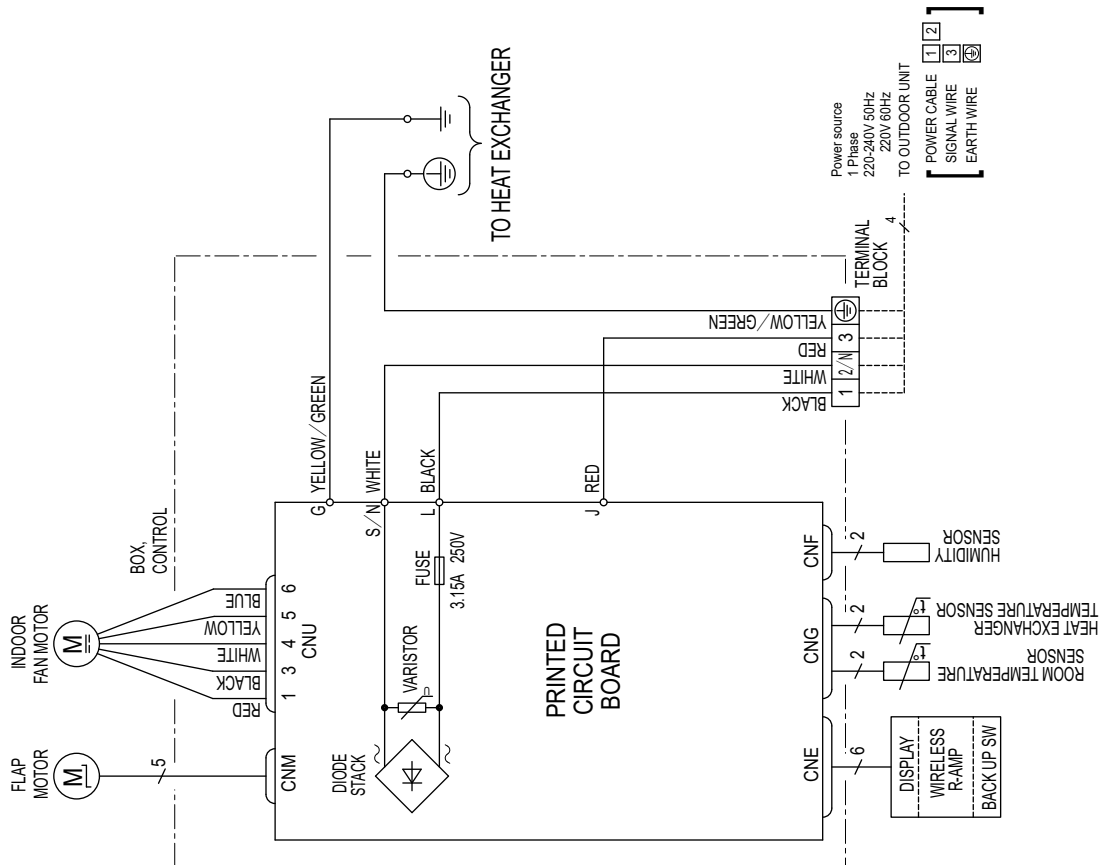 INDOOR
FAN MOTOR
M
FLAP
MOTOR
M
BOX,
CONTROL
RED
BLACK
WHITE
YELLOW
BLUE
1 3 4 5 6
CNU
5
CNM
DIODE
STACK
VARISTOR
FUSE
3.15A 250V
G YELLOW/GREEN
S/N WHITE
L BLACK
J RED
PRINTED
CIRCUIT
BOARD
TO HEAT EXCHANGER
BLACK
WHITE
RED
YELLOW/GREEN
1 2/N 3
TERMINAL
BLOCK
4
Power source
1 Phase
220-240V 50Hz
220V 60Hz
TO OUTDOOR UNIT
POWER CABLE 1 2
SIGNAL WIRE 3
EARTH WIRE
CNE
CNG
CNF
6
2
2
2
DISPLAY
WIRELESS
R-AMP
BACK UP SW
ROOM TEMPERATURE
SENSOR
t°
HEAT EXCHANGER
TEMPERATURE SENSOR
t°
HUMIDITY
SENSOR